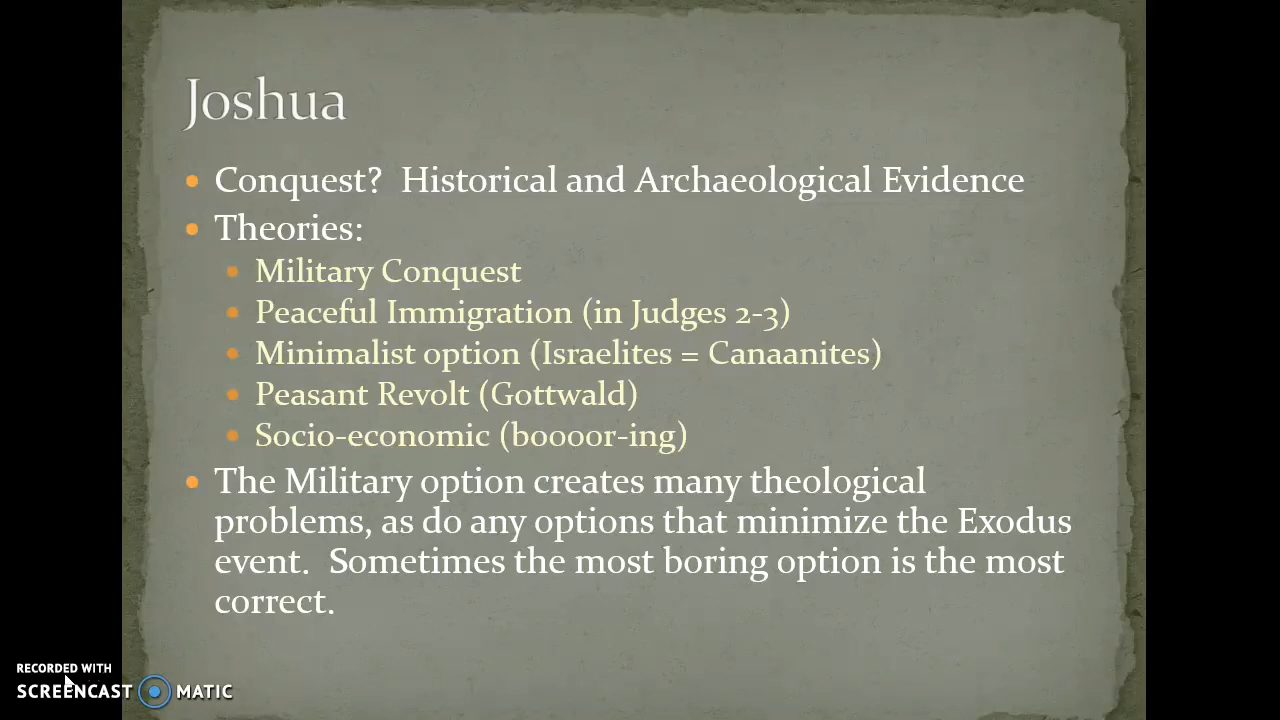 Joshua
Conquest?  Historical and Archaeological Evidence
Theories:
Military Conquest
Peaceful Immigration (in Judges 2-3)
Minimalist option (Israelites = Canaanites)
Peasant Revolt (Gottwald)
Socio-economic (boooor-ing)
The Military option creates many theological
problems, as do any options that minimize the Exodus
event.  Sometimes the most boring option is the most
correct.
RECORDED WITH
SCREENCAST MATIC